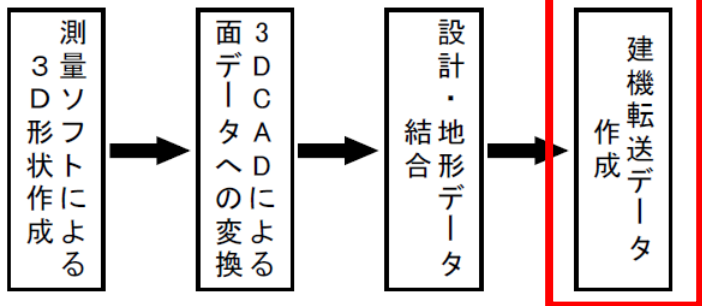 測量ソフトによる
3D形状作成
3DCADによる
面データへの変換
設計・地形データ
結合
建機転送データ
作成